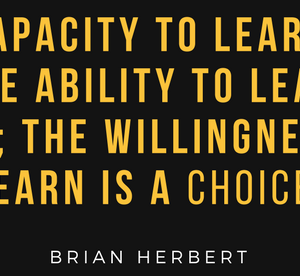 APACITY TO LEAR
E ABILITY TO LEA
; THE WILLINGNE
EARN IS A CHOICE
BRIAN HERBERT